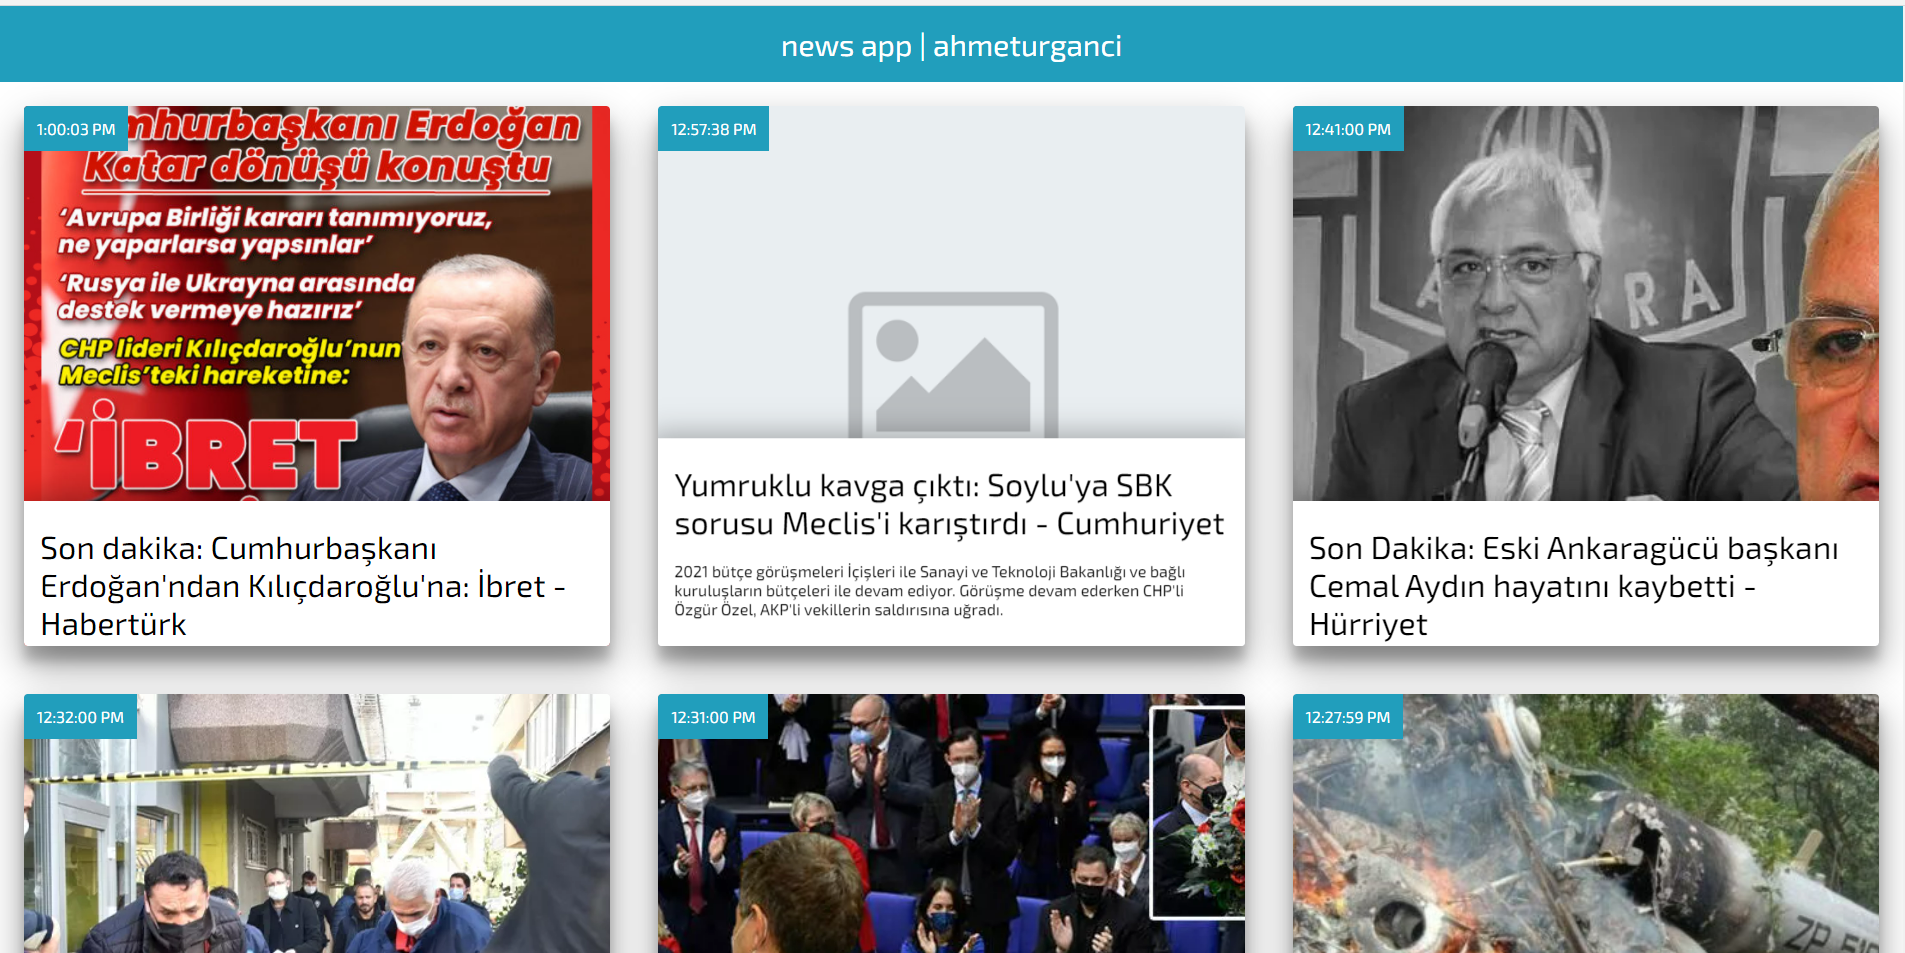 news app | ahmeturganci
1:00:03 PM
mhurbaşkanı Erdoğan
Katar dönüşü konuştu
‘Avrupa Birliği kararı tanımıyoruz,
ne yaparlarsa yapsınlar’
‘Rusya ile Ukrayna arasında
destek vermeye hazırız’
CHP lideri Kılıçdaroğlu’nun
Meclis’teki hareketine:
‘İBRET
Son dakika: Cumhurbaşkanı
Erdoğan'ndan Kılıçdaroğlu'na: İbret -
Habertürk
12:57:38 PM
Yumruklu kavga çıktı: Soylu'ya SBK
sorusu Meclis'i karıştırdı - Cumhuriyet
2021 bütçe görüşmeleri İçişleri ile Sanayi ve Teknoloji Bakanlığı ve bağlı
kuruluşların bütçeleri ile devam ediyor. Görüşme devam ederken CHP'li
Özgür Özel, AKP'li vekillerin saldırısına uğradı.
12:41:00 PM
RA
Son Dakika: Eski Ankaragücü başkanı
Cemal Aydın hayatını kaybetti -
Hürriyet
12:32:00 PM
12:31:00 PM
12:27:59 PM